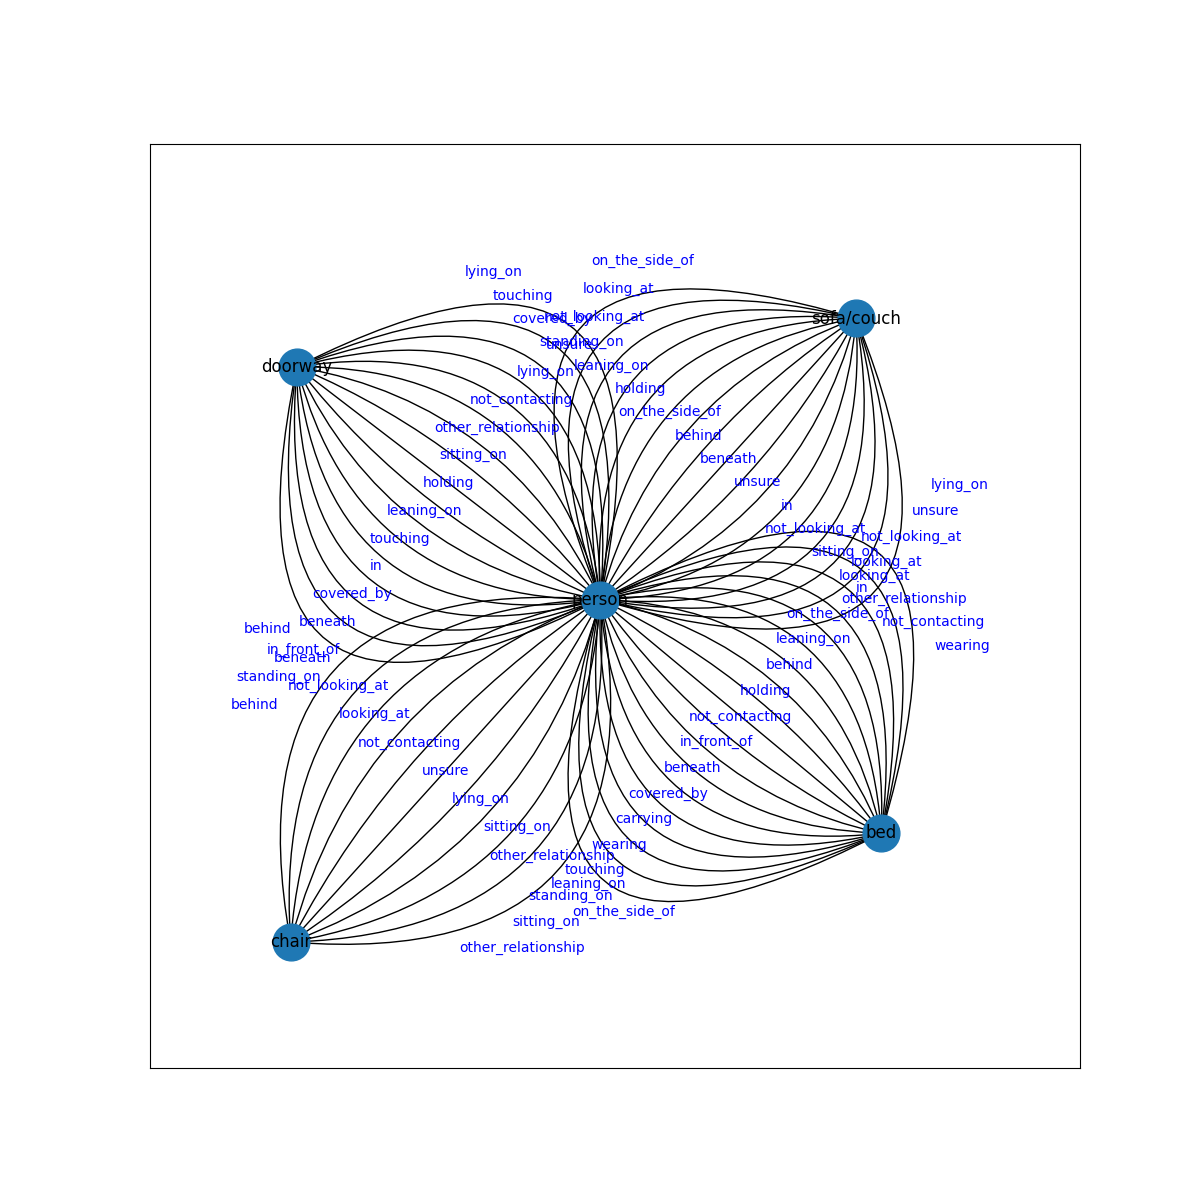 on_the_side_of
lying_on
looking_at
touching
not_looking_at
covered_by
sofa/couch
standing_on
unsure
leaning_on
doorway
lying_on
holding
not_contacting
on_the_side_of
other_relationship
behind
sitting_on
beneath
holding
unsure
lying_on
in
leaning_on
unsure
not_looking_at
touching
not_looking_at
sitting_on
looking_at
in
looking_at
in
covered_by
person
other_relationship
on_the_side_of
beneath
not_contacting
behind
leaning_on
wearing
in_front_of
beneath
behind
standing_on
not_looking_at
holding
behind
looking_at
not_contacting
not_contacting
in_front_of
unsure
beneath
lying_on
covered_by
sitting_on
carrying
bed
wearing
other_relationship
touching
leaning_on
standing_on
on_the_side_of
sitting_on
chair
other_relationship